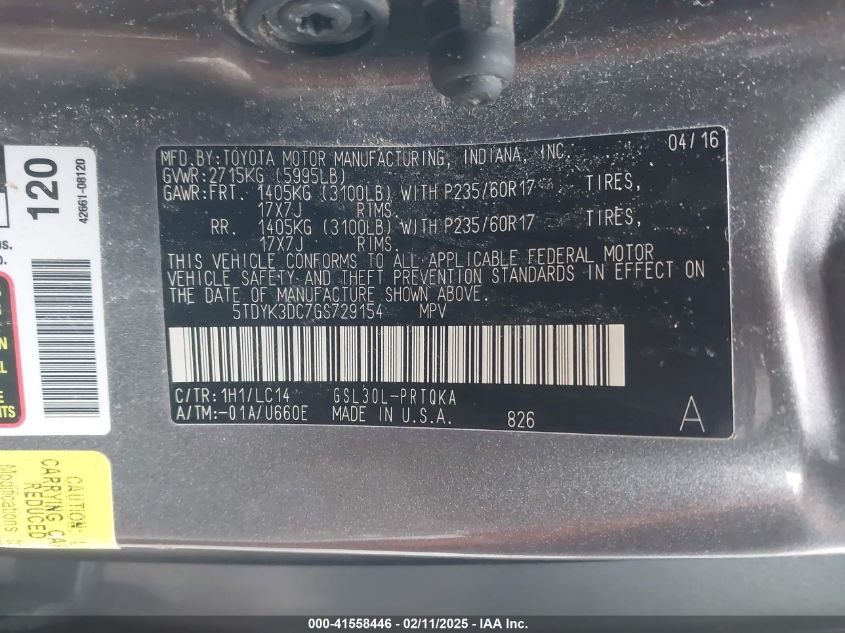 MFD.BY:TOYOTA MOTOR MANUFACTURING, INDIANA, INC. 04/16
GVWR:2715KG (5995LB)
GAWR:FRT. 1405KG (3100LB) WITH P235/60R17 TIRES,
17X7J RIMS.
RR. 1405KG (3100LB) WITH P235/60R17 TIRES,
17X7J RIMS.
THIS VEHICLE CONFORMS TO ALL APPLICABLE FEDERAL MOTOR
VEHICLE SAFETY AND THEFT PREVENTION STANDARDS IN EFFECT ON
THE DATE OF MANUFACTURE SHOWN ABOVE.
5TDYK3DC7GS729154 MPV
C/TR:1H1/LC14 GSL30L-PRTQKA
A/TM:-01A/U660E MADE IN U.S.A. 826 A
120
42661-08120
CAUTION:
CARRYING CA
REDUCED
Modifications
000-41558446 - 02/11/2025 - IAA Inc.